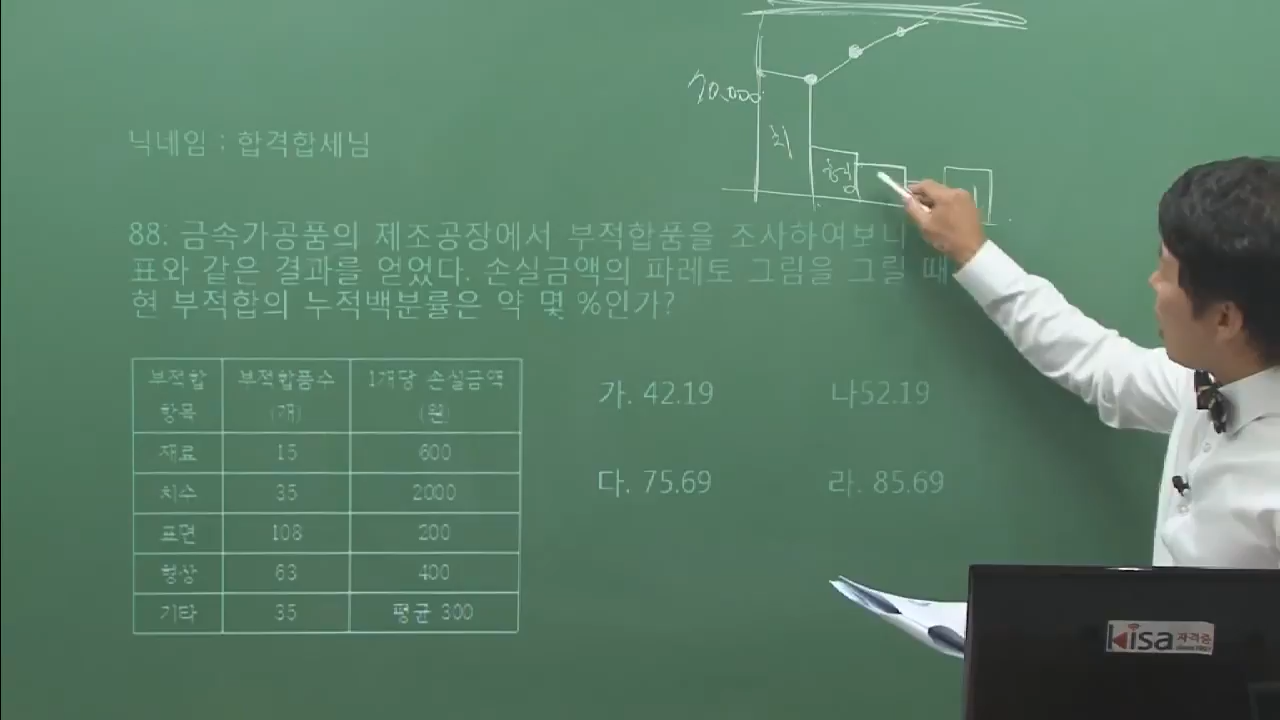 70.000
치
형상
닉네임 : 합격합세님
88. 금속가공품의 제조공장에서 부적합품을 조사하여보니
표와 같은 결과를 얻었다. 손실금액의 파레토 그림을 그릴 때
현 부적합의 누적백분률은 약 몇 %인가?
부적합 항목 부적합품수 (개) 1개당 손실금액 (원)
재료 15 600
치수 35 2000
표면 108 200
형상 63 400
기타 35 평균 300
가. 42.19 나52.19
다. 75.69 라. 85.69
kisa 자격증